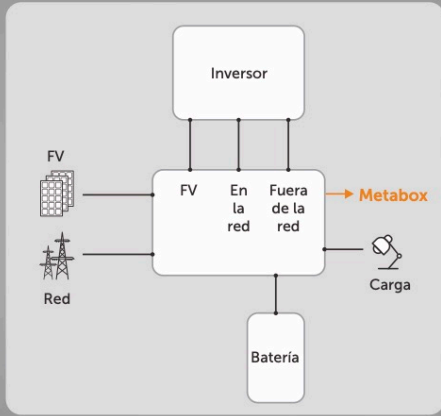 Inversor
FV
FV
En
la
red
Fuera
de la
red
Metabox
Red
Carga
Batería